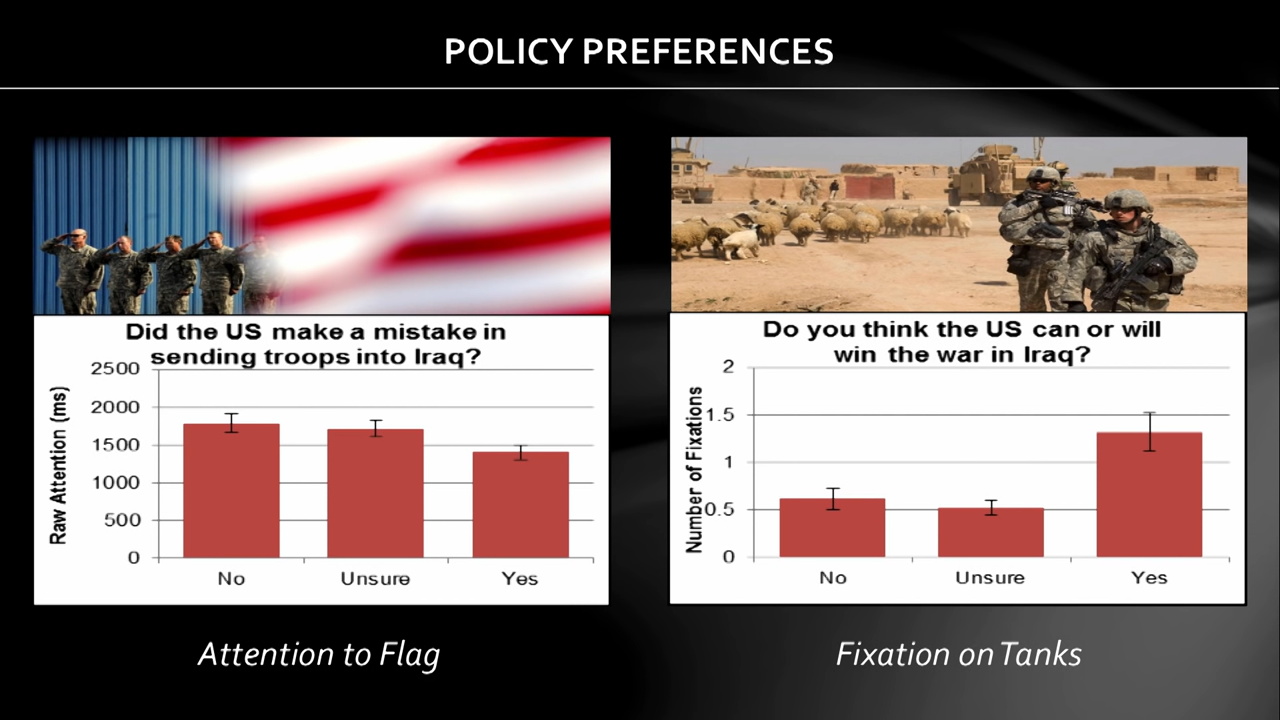 POLICY PREFERENCES
Did the US make a mistake in
sending troops into Iraq?
Raw Attention (ms)
2500
2000
1500
1000
500
0
No Unsure Yes
Attention to Flag
Do you think the US can or will
win the war in Iraq?
Number of Fixations
2
1.5
1
0.5
0
No Unsure Yes
Fixation on Tanks